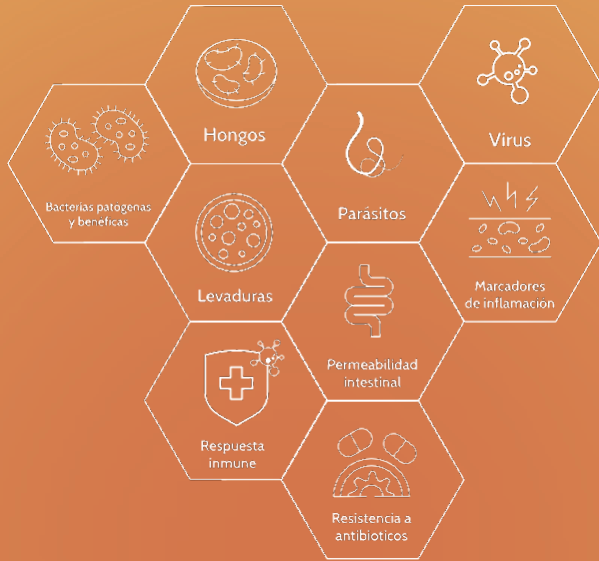 Hongos
Virus
Bacterias patogenas
y beneficas
Parásitos
Levaduras
Marcadores
de inflamacion
Permeabilidad
intestinal
Respuesta
inmune
Resistencia a
antibioticos